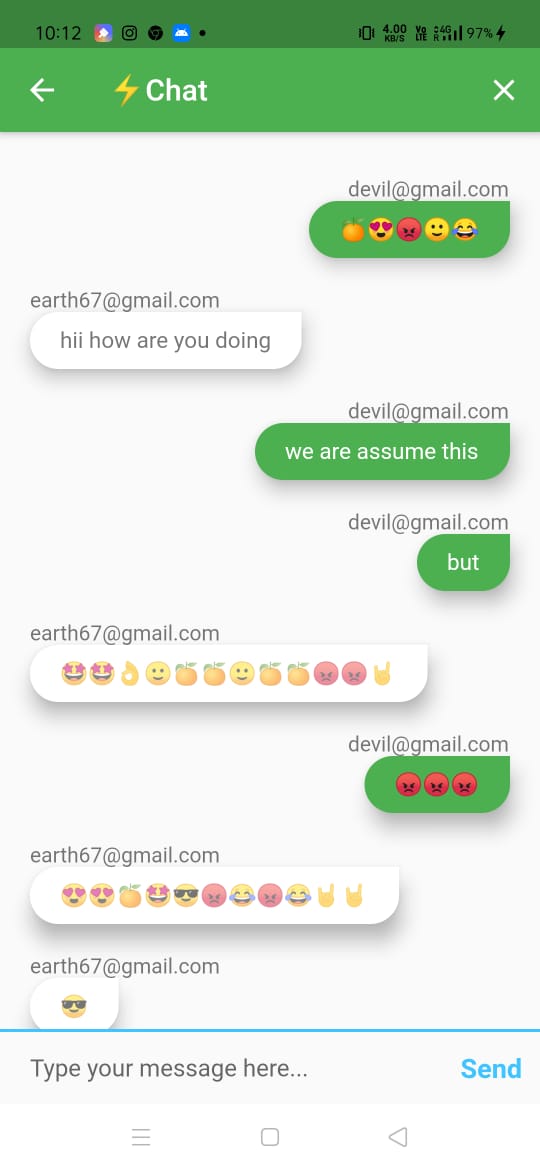 10:12 4.00 KB/S Vo LTE 4G R 97%
⚡Chat
devil@gmail.com
🍊😍😡🙂😂
earth67@gmail.com
hii how are you doing
devil@gmail.com
we are assume this
devil@gmail.com
but
earth67@gmail.com
🤩🤩👌🙂🍊🍊🙂🍊🍊😡😡🤘
devil@gmail.com
😡😡😡
earth67@gmail.com
😍😍🍊🤩😎😡😂😡😂🤘🤘
earth67@gmail.com
😎
Type your message here... Send